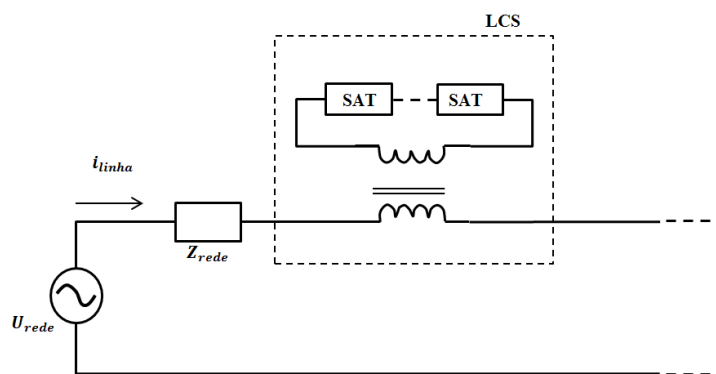 LCS
SAT SAT
i_linha
Z_rede
U_rede